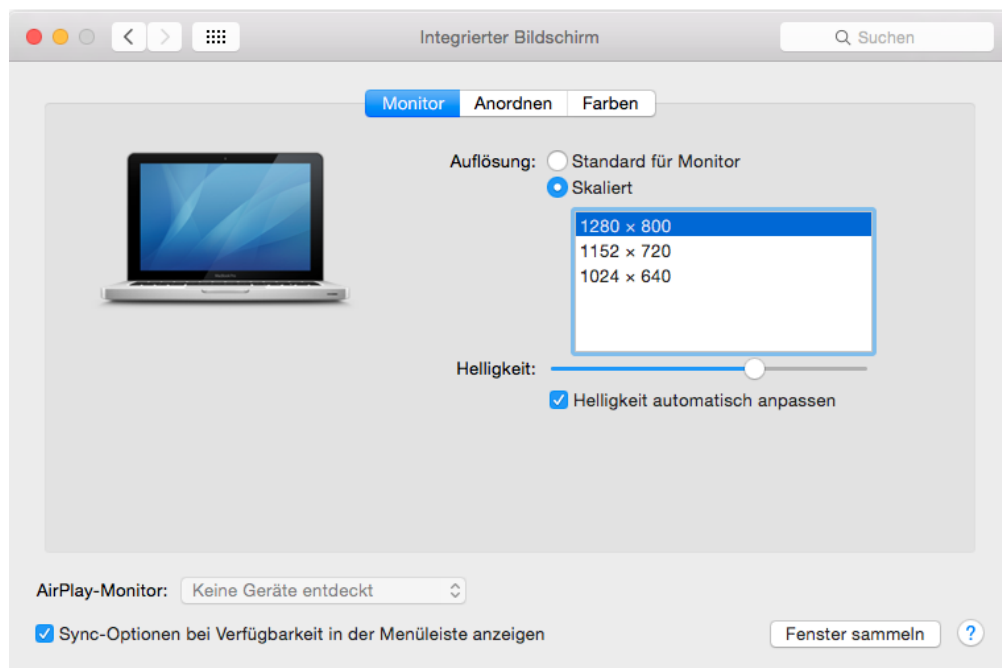 Integrierter Bildschirm
Suchen
Monitor Anordnen Farben
Auflösung: Standard für Monitor
Skaliert
1280 × 800
1152 × 720
1024 × 640
Helligkeit:
Helligkeit automatisch anpassen
AirPlay-Monitor: Keine Geräte entdeckt
Sync-Optionen bei Verfügbarkeit in der Menüleiste anzeigen
Fenster sammeln ?